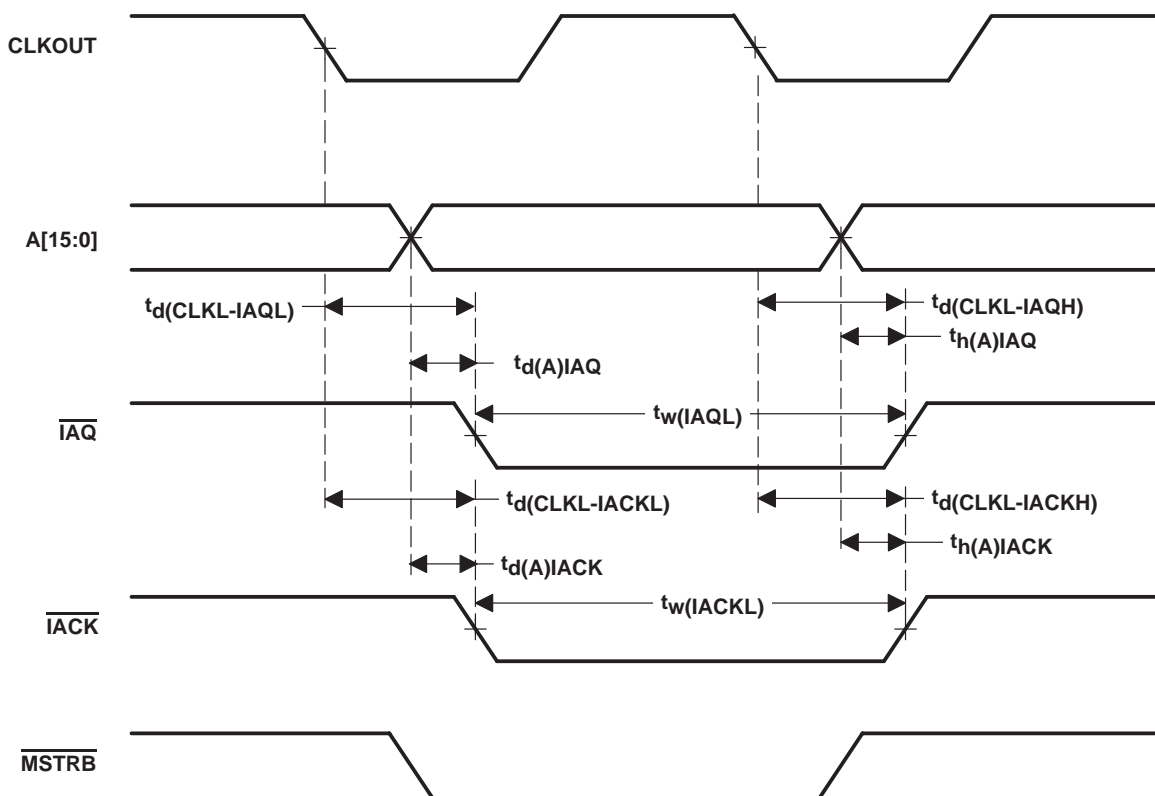 CLKOUT
A[15:0]
td(CLKL-IAQL)
td(CLKL-IAQH)
th(A)IAQ
td(A)IAQ
IAQ
tw(IAQL)
td(CLKL-IACKL)
td(CLKL-IACKH)
th(A)IACK
td(A)IACK
IACK
tw(IACKL)
MSTRB